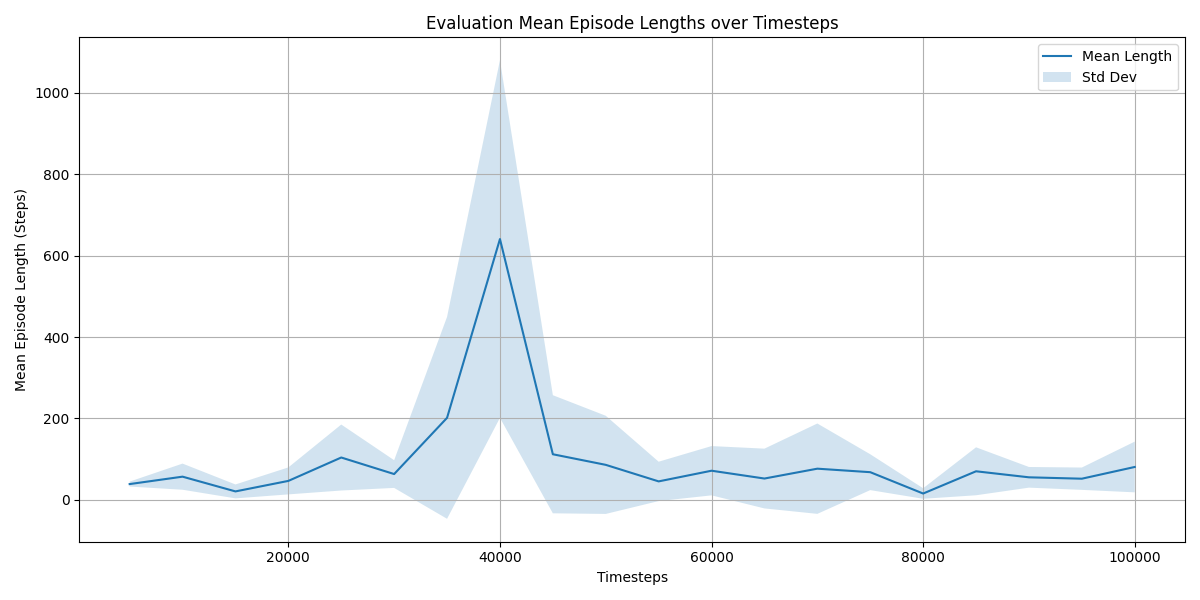 Evaluation Mean Episode Lengths over Timesteps
Mean Length
Std Dev
Mean Episode Length (Steps)
1000
800
600
400
200
0
20000
40000
60000
80000
100000
Timesteps